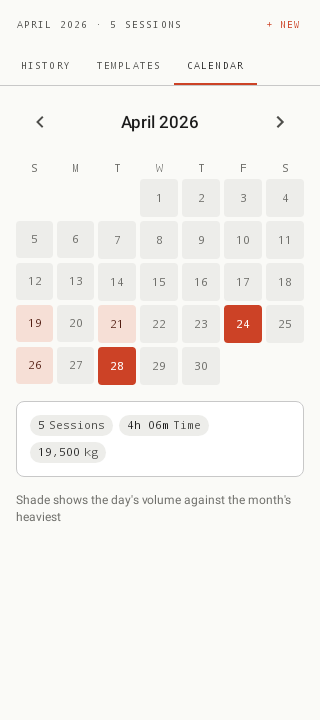 APRIL 2026 · 5 SESSIONS + NEW
HISTORY TEMPLATES CALENDAR
April 2026
S M T W T F S
1 2 3 4
5 6 7 8 9 10 11
12 13 14 15 16 17 18
19 20 21 22 23 24 25
26 27 28 29 30
5 Sessions 4h 06m Time
19,500 kg
Shade shows the day's volume against the month's
heaviest